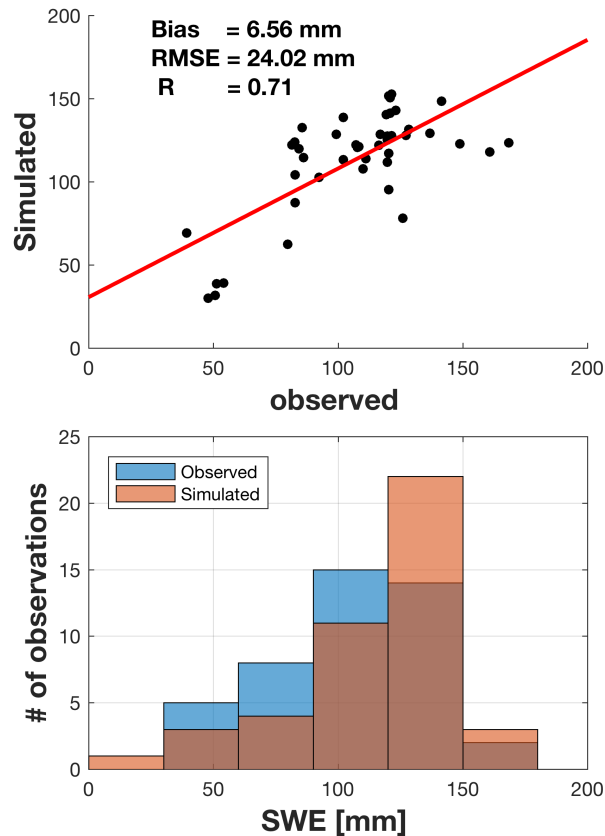 Bias = 6.56 mm
RMSE = 24.02 mm
R = 0.71
200
150
100
50
0
Simulated
0 50 100 150 200
observed
25
20
15
10
5
0
# of observations
Observed
Simulated
0 50 100 150 200
SWE [mm]